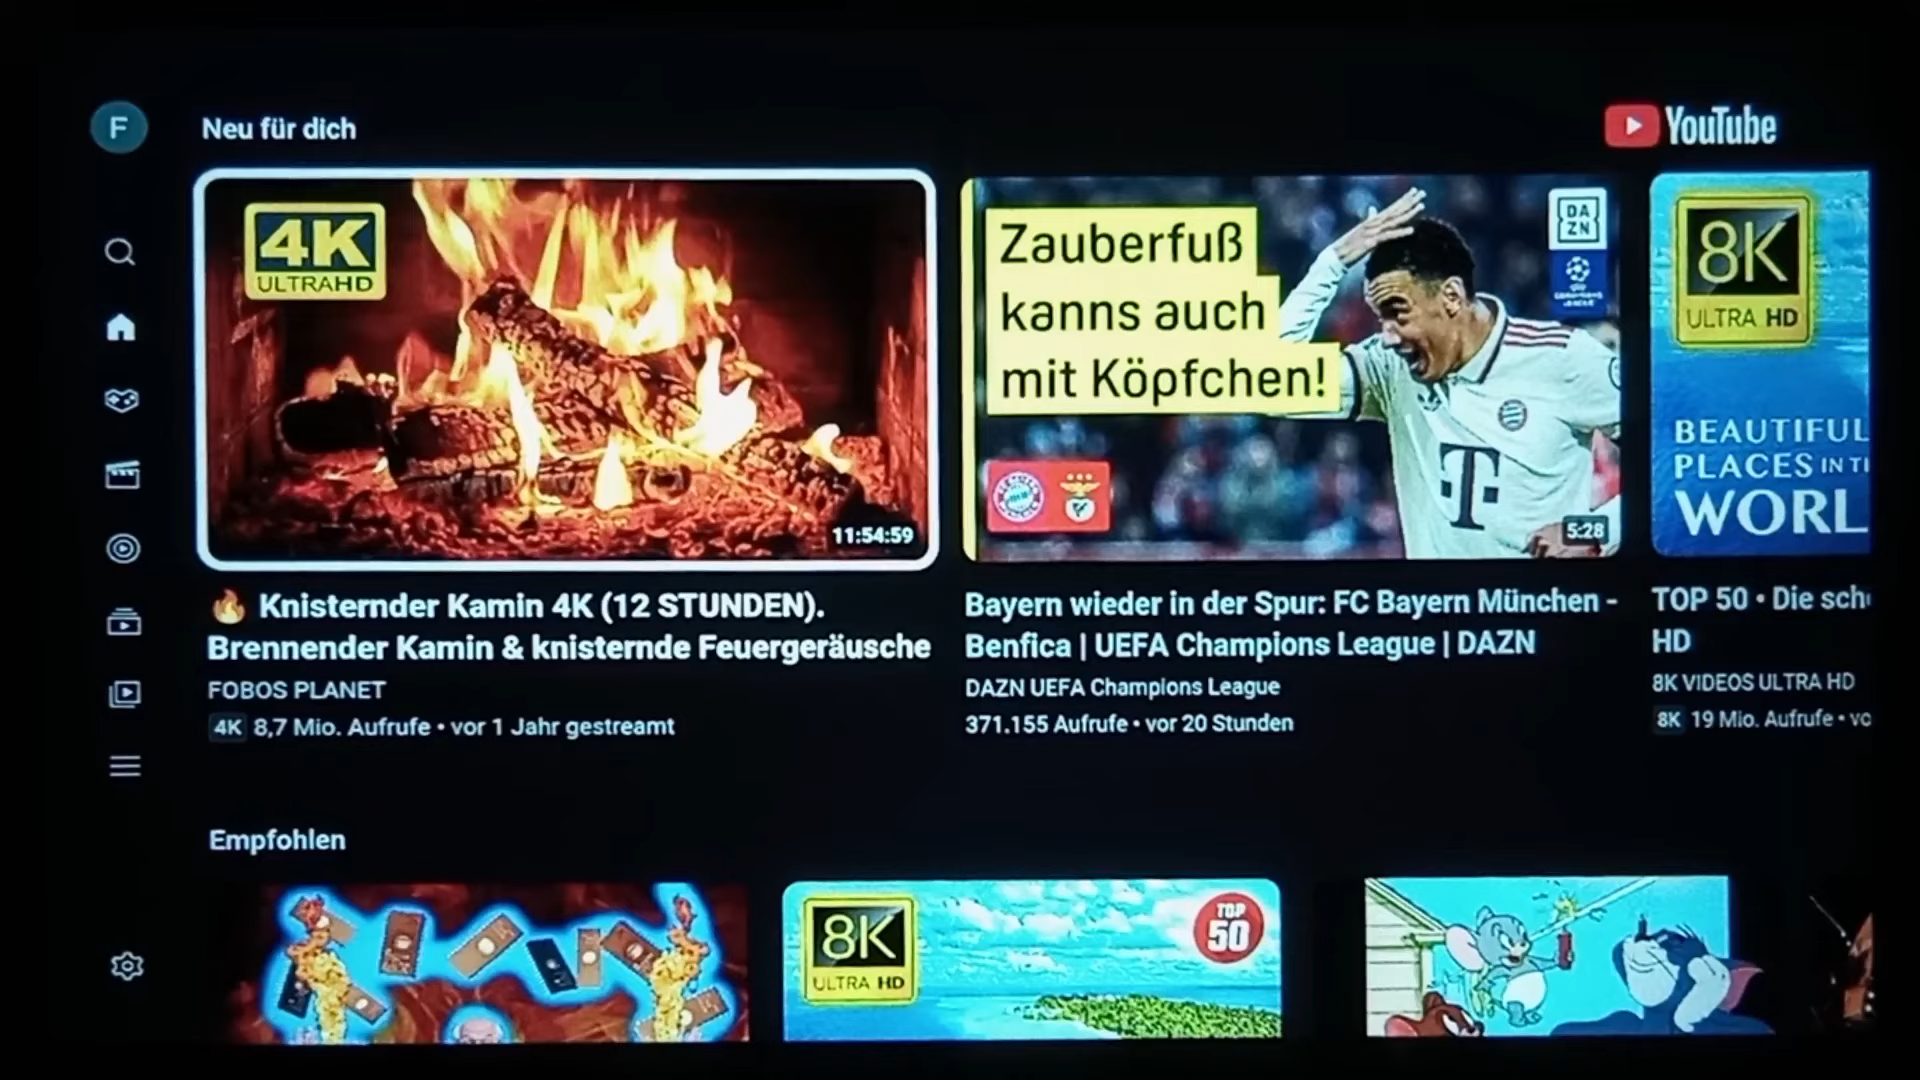 F
Neu für dich
YouTube
4K
ULTRAHD
11:54:59
🔥 Knisternder Kamin 4K (12 STUNDEN).
Brennender Kamin & knisternde Feuergeräusche
FOBOS PLANET
4K 8,7 Mio. Aufrufe • vor 1 Jahr gestreamt
Zauberfuß
kanns auch
mit Köpfchen!
DA
ZN
T
5:28
Bayern wieder in der Spur: FC Bayern München -
Benfica | UEFA Champions League | DAZN
DAZN UEFA Champions League
371.155 Aufrufe • vor 20 Stunden
8K
ULTRA HD
BEAUTIFUL
PLACES IN
WORL
TOP 50 • Die
HD
8K VIDEOS ULTRA HD
8K 19 Mio. Aufrufe •
Empfohlen
8K
ULTRA HD
TOP
50